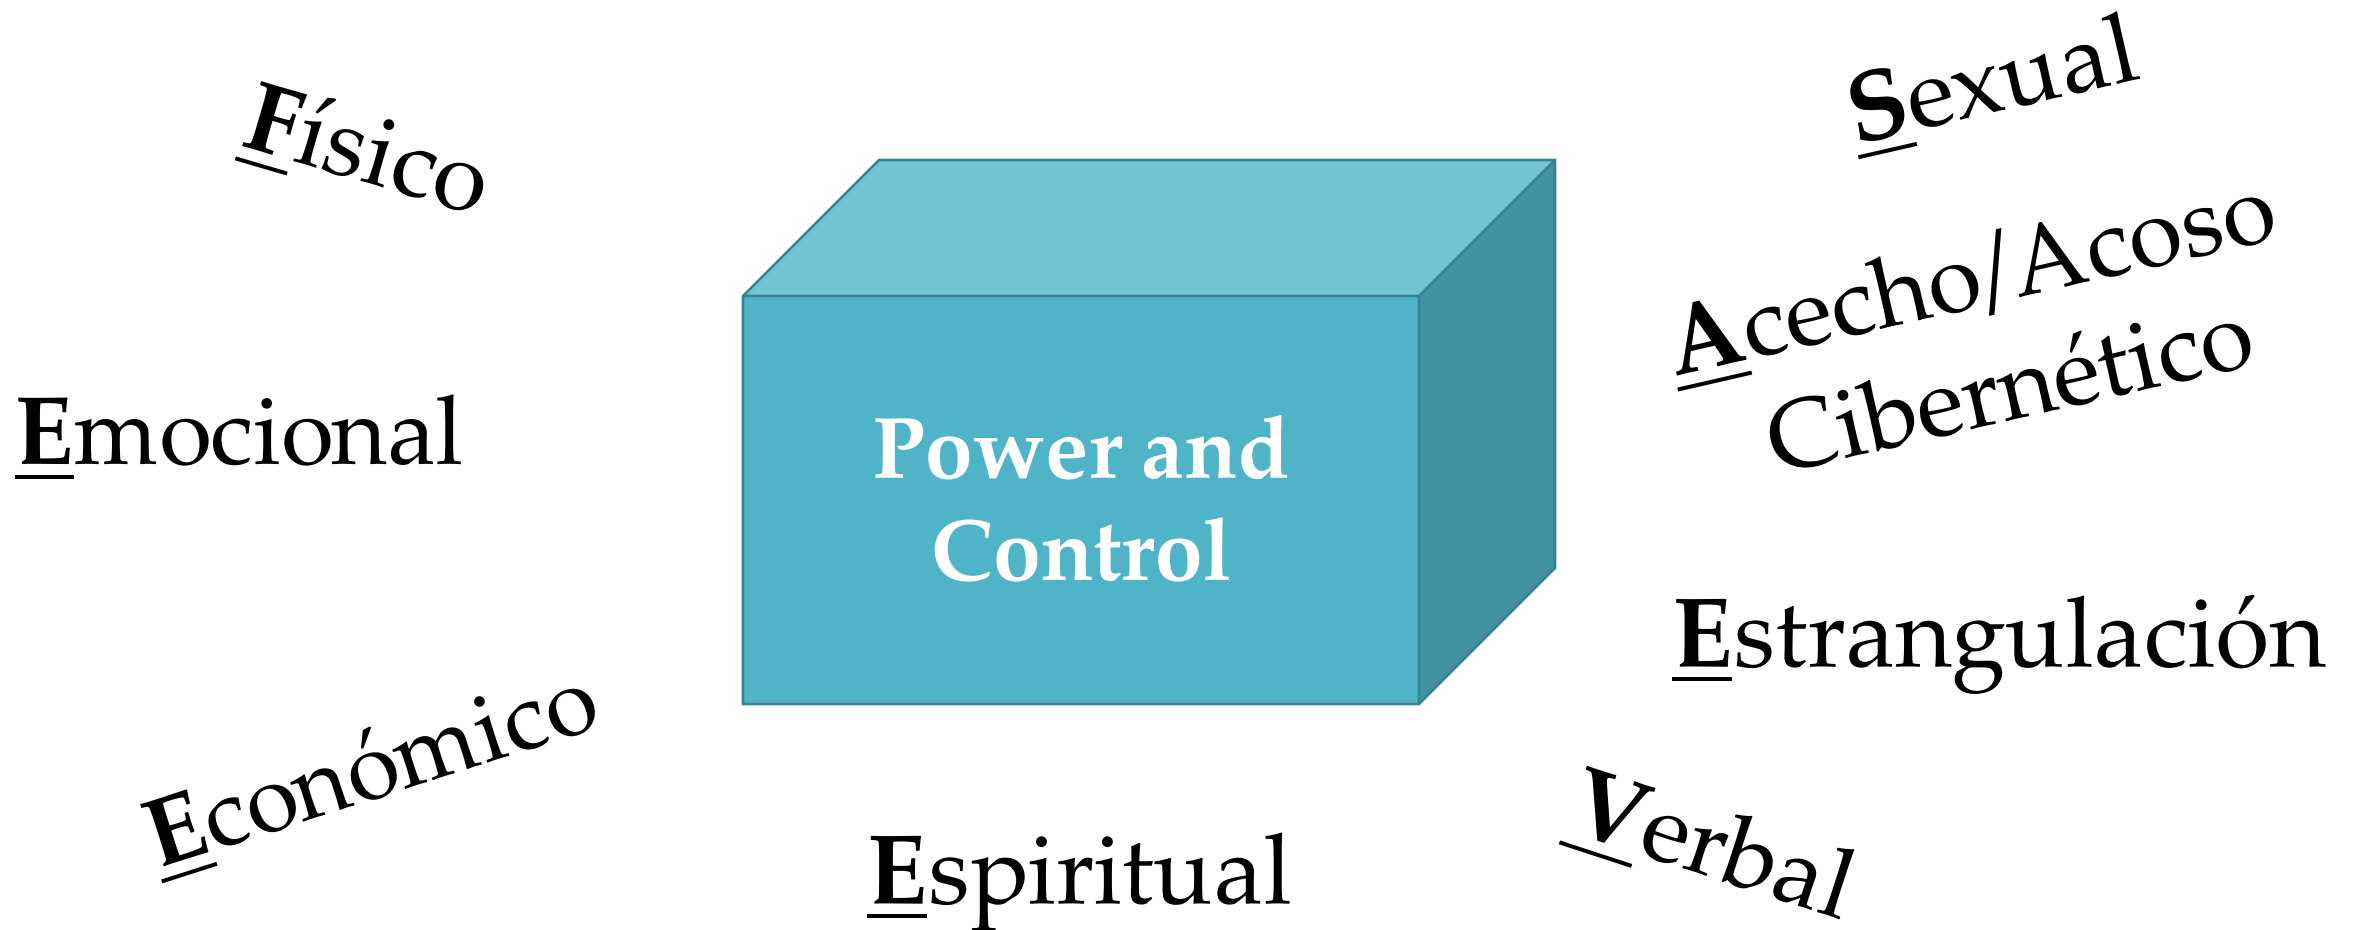 Físico
Sexual
Acecho/Acoso
Cibernético
Emocional
Power and
Control
Estrangulación
Económico
Verbal
Espiritual